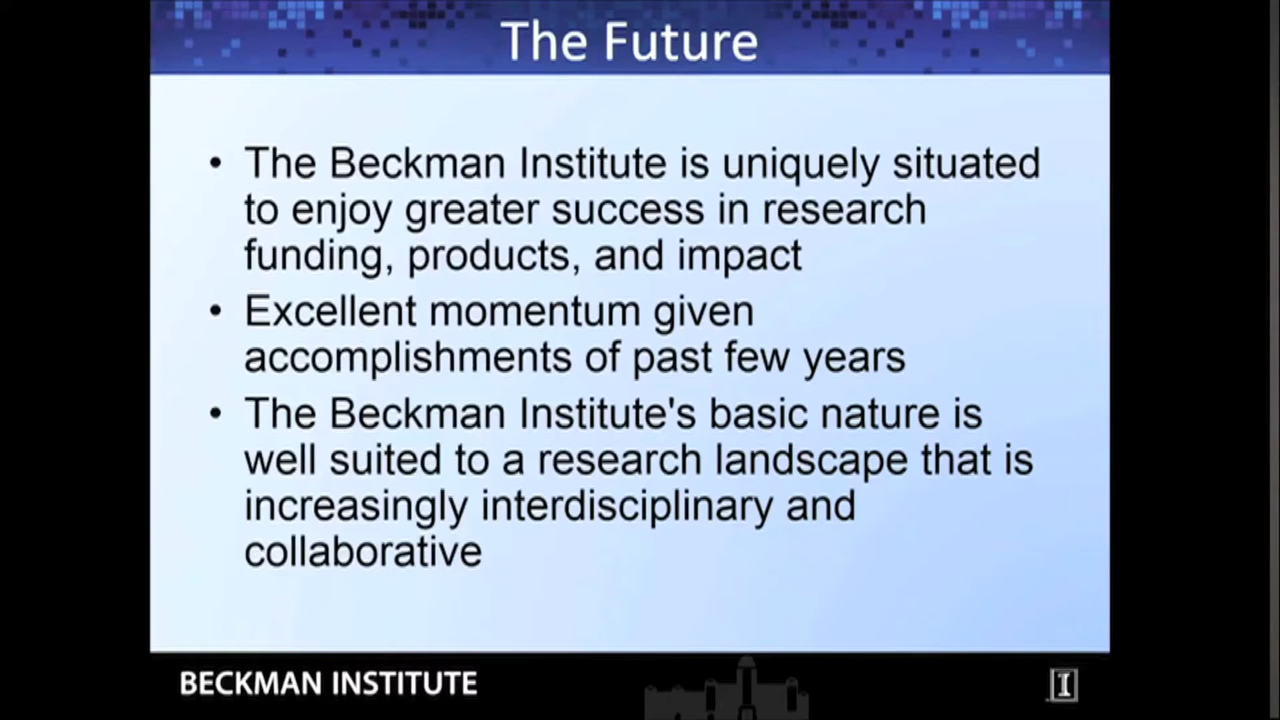 The Future
• The Beckman Institute is uniquely situated
to enjoy greater success in research
funding, products, and impact
• Excellent momentum given
accomplishments of past few years
• The Beckman Institute's basic nature is
well suited to a research landscape that is
increasingly interdisciplinary and
collaborative
BECKMAN INSTITUTE
I